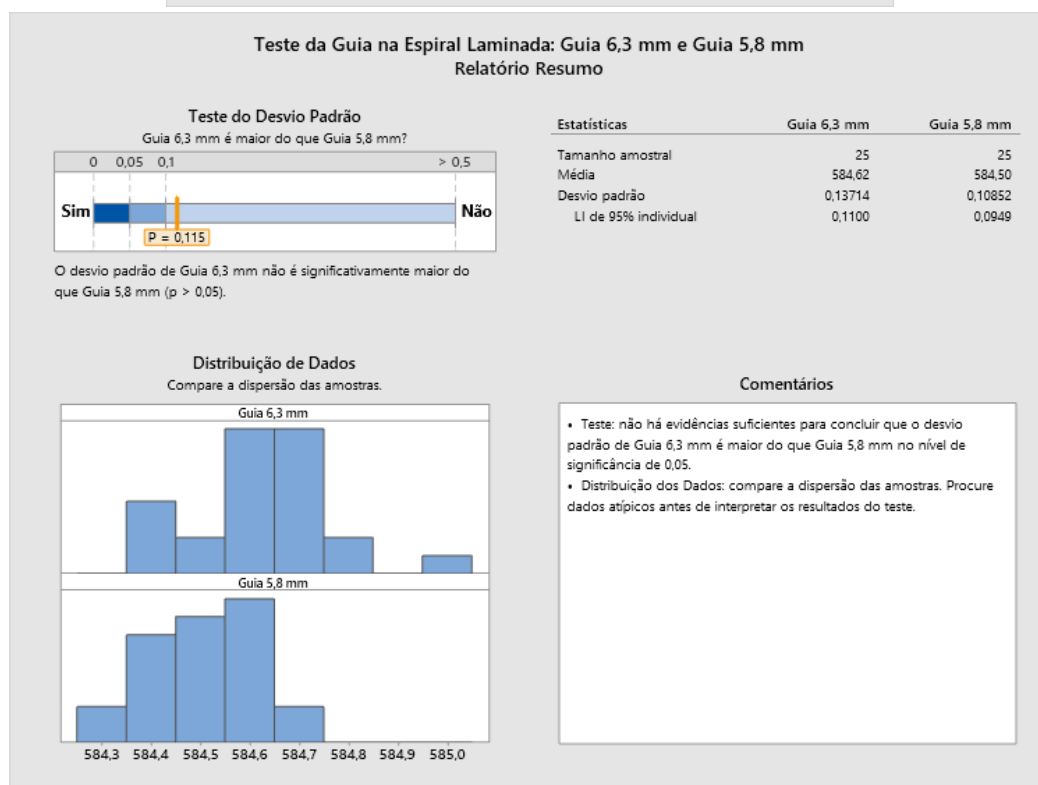 Teste da Guia na Espiral Laminada: Guia 6,3 mm e Guia 5,8 mm
Relatório Resumo
Teste do Desvio Padrão
Guia 6,3 mm é maior do que Guia 5,8 mm?
0 0,05 0,1 > 0,5
Sim Não
P = 0,115
O desvio padrão de Guia 6,3 mm não é significativamente maior do
que Guia 5,8 mm (p > 0,05).
Estatísticas Guia 6,3 mm Guia 5,8 mm
Tamanho amostral 25 25
Média 584,62 584,50
Desvio padrão 0,13714 0,10852
LI de 95% individual 0,1100 0,0949
Distribuição de Dados
Compare a dispersão das amostras.
Guia 6,3 mm
Guia 5,8 mm
584,3 584,4 584,5 584,6 584,7 584,8 584,9 585,0
Comentários
• Teste: não há evidências suficientes para concluir que o desvio
padrão de Guia 6,3 mm é maior do que Guia 5,8 mm no nível de
significância de 0,05.
• Distribuição dos Dados: compare a dispersão das amostras. Procure
dados atípicos antes de interpretar os resultados do teste.